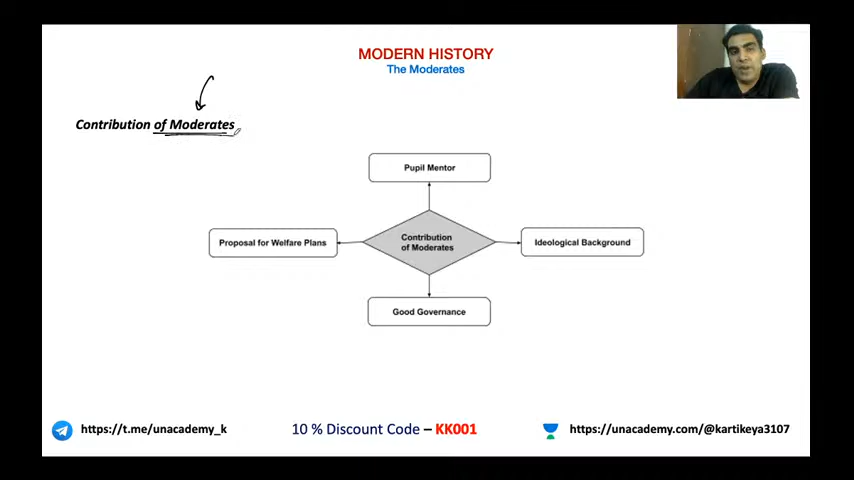 MODERN HISTORY
The Moderates
Contribution of Moderates
Pupil Mentor
Proposal for Welfare Plans
Contribution
of Moderates
Ideological Background
Good Governance
https://t.me/unacademy_k
10 % Discount Code – KK001
https://unacademy.com/@kartikeya3107